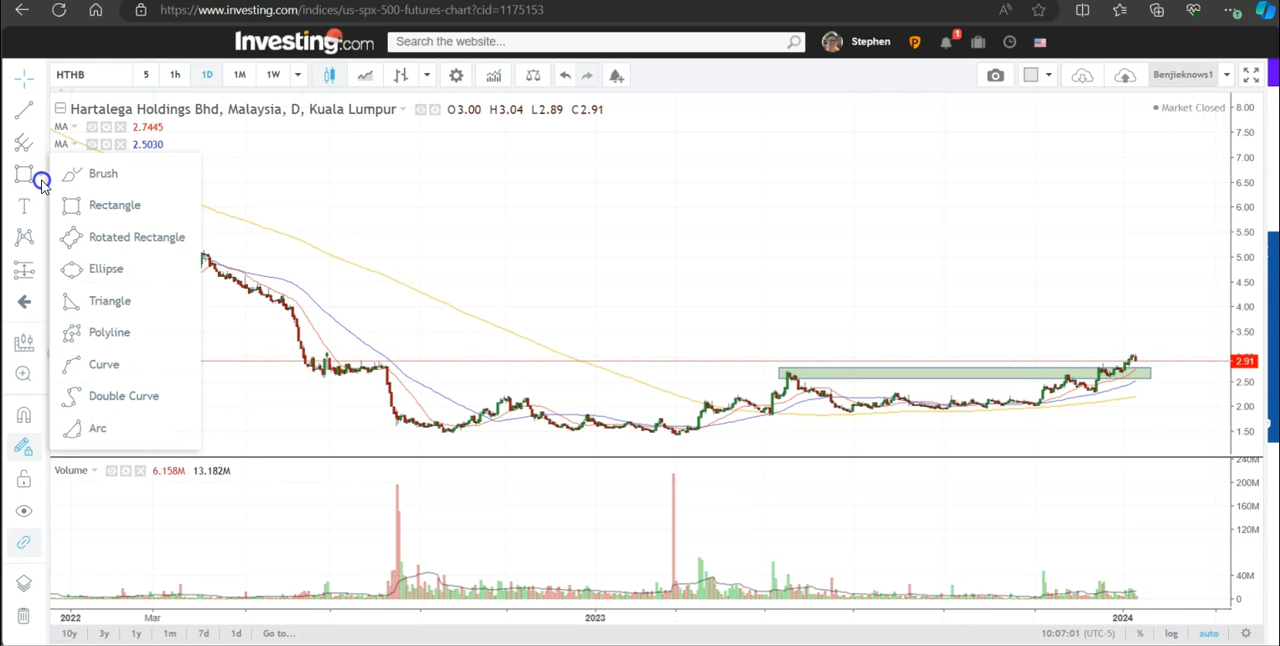 https://www.investing.com/indices/us-spx-500-futures-chart?cid=1175153
Investing.com
Search the website...
Stephen
1
HTHB 5 1h 1D 1M 1W
Benjieknows1
Hartalega Holdings Bhd, Malaysia, D, Kuala Lumpur O3.00 H3.04 L2.89 C2.91
Market Closed
MA 2.7445
MA 2.5030
Brush
Rectangle
Rotated Rectangle
Ellipse
Triangle
Polyline
Curve
Double Curve
Arc
8.00
7.50
7.00
6.50
6.00
5.50
5.00
4.50
4.00
3.50
2.91
2.50
2.00
1.50
Volume 6.158M 13.182M
240M
200M
160M
120M
40M
0
2022 Mar 2023 2024
10y 3y 1y 1m 7d 1d Go to...
10:07:01 (UTC-5) % log auto